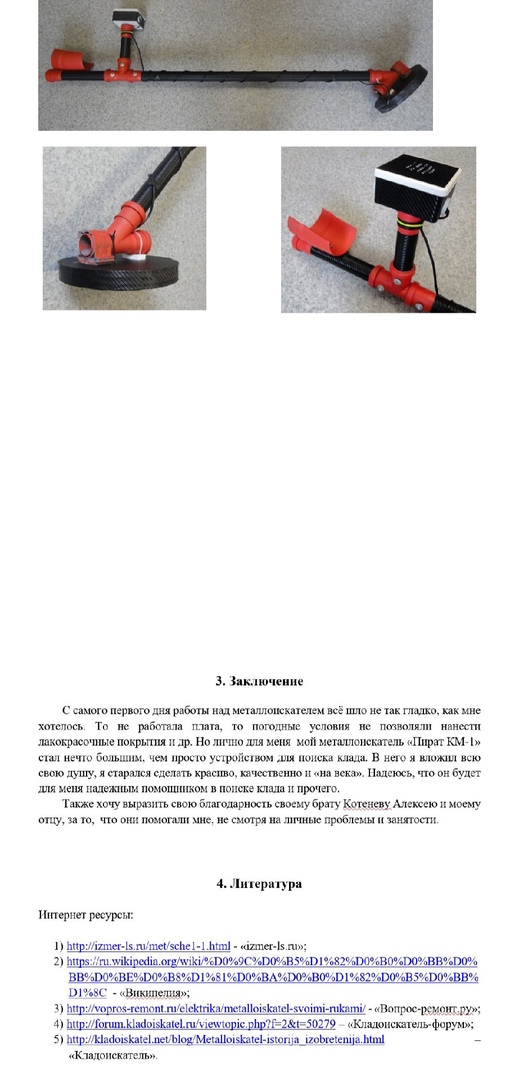 3. Заключение
С самого первого дня работы над металлоискателем всё шло не так гладко, как мне
хотелось. То не работала плата, то погодные условия не позволяли нанести
лакокрасочные покрытия и др. Но лично для меня мой металлоискатель «Пират КМ-1»
стал нечто большим, чем просто устройством для поиска клада. В него я вложил всю
свою душу, я старался сделать красиво, качественно и «на века». Надеюсь, что он будет
для меня надежным помощником в поиске клада и прочего.
Также хочу выразить свою благодарность своему брату Котеневу Алексею и моему
отцу, за то, что они помогали мне, не смотря на личные проблемы и занятости.
4. Литература
Интернет ресурсы:
1) http://izmer-ls.ru/met/sche1-1.html - «izmer-ls.ru»;
2) https://ru.wikipedia.org/wiki/%D0%9C%D0%B5%D1%82%D0%B0%D0%BB%D0%
BB%D0%BE%D0%B8%D1%81%D0%BA%D0%B0%D1%82%D0%B5%D0%BB%
D1%8C - «Википелия»;
3) http://vopros-remont.ru/elektrika/metalloiskatel-svoimi-rukami/ - «Вопрос-ремонт.ру»;
4) http://forum.kladoiskatel.ru/viewtopic.php?f=2&t=50279 – «Кладоискатель-форум»;
5) http://kladoiskatel.net/blog/Metalloiskatel-istorija_izobretenija.html –
«Кладоискатель».